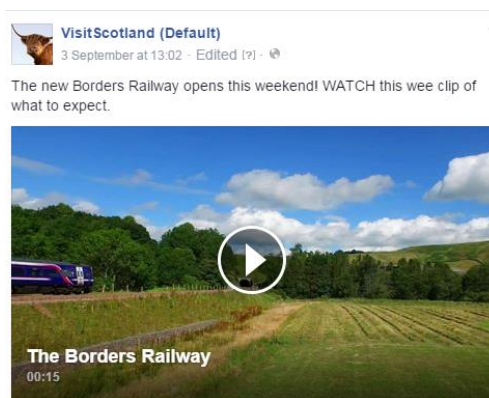 VisitScotland (Default)
3 September at 13:02 · Edited [?] ·
The new Borders Railway opens this weekend! WATCH this wee clip of
what to expect.
The Borders Railway
00:15